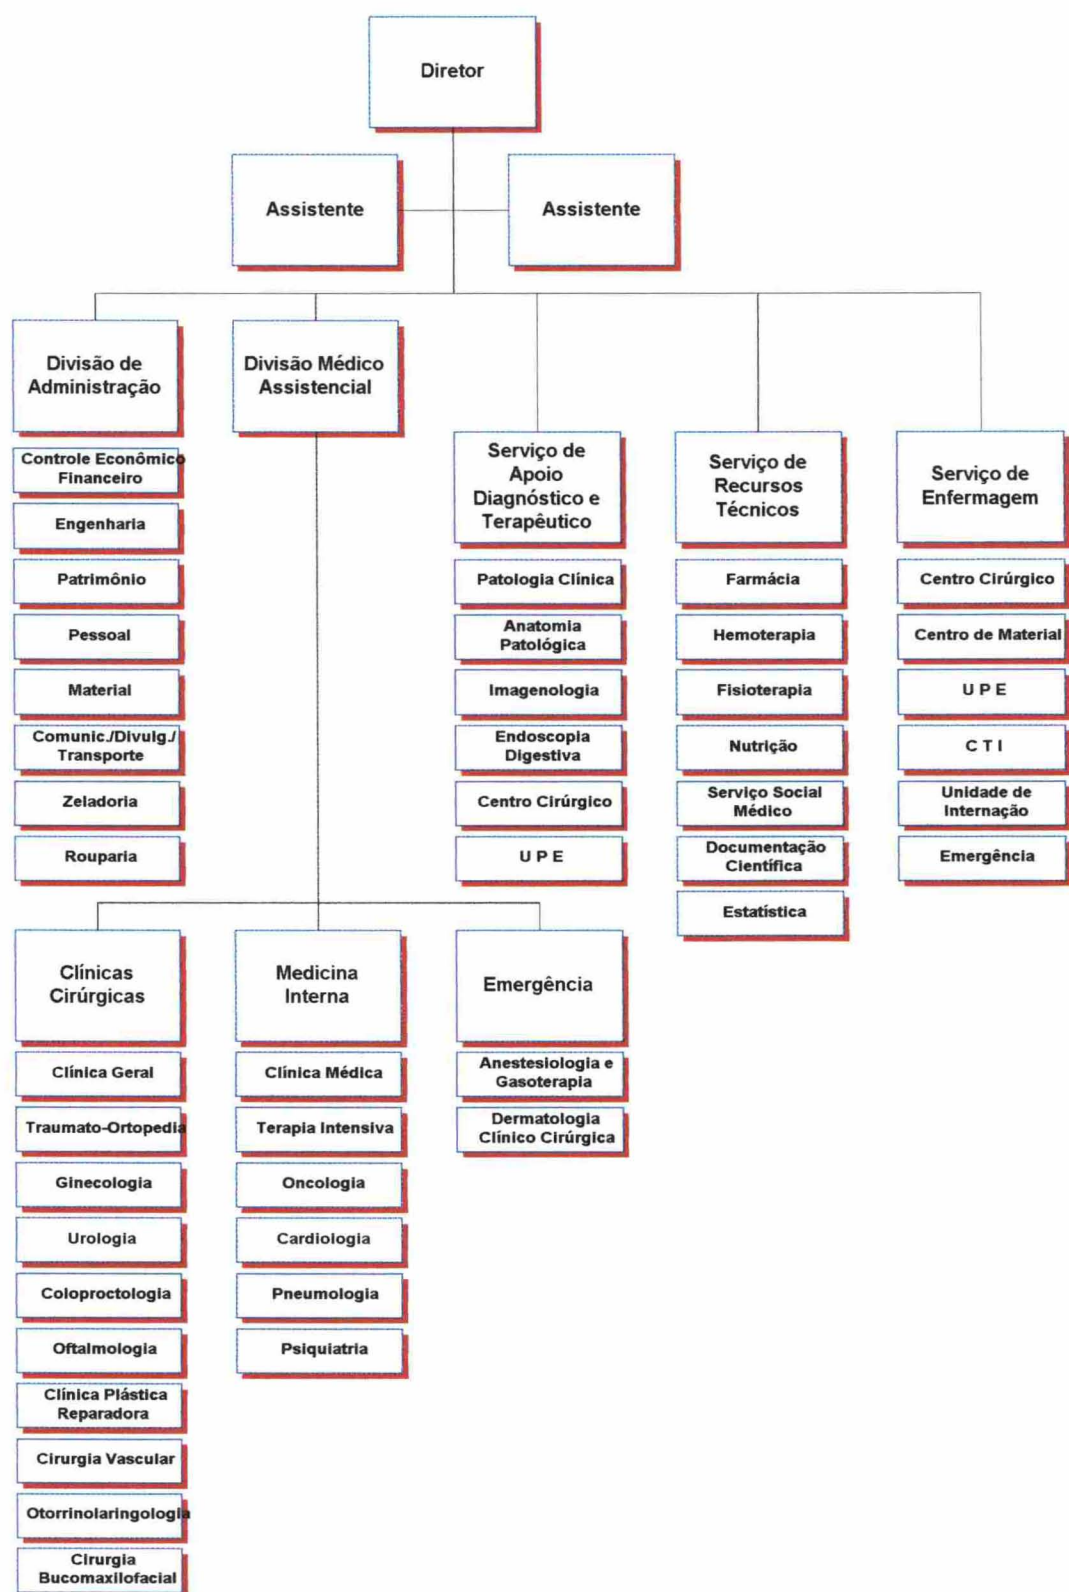 Diretor
Assistente
Assistente
Divisão de
Administração
Controle Econômico
Financeiro
Engenharia
Patrimônio
Pessoal
Material
Comunic./Divulg./
Transporte
Zeladoria
Rouparia
Divisão Médico
Assistencial
Serviço de
Apoio
Diagnóstico e
Terapêutico
Patologia Clínica
Anatomia
Patológica
Imagenologia
Endoscopia
Digestiva
Centro Cirúrgico
U P E
Serviço de
Recursos
Técnicos
Farmácia
Hemoterapia
Fisioterapia
Nutrição
Serviço Social
Médico
Documentação
Científica
Estatística
Serviço de
Enfermagem
Centro Cirúrgico
Centro de Material
U P E
C T I
Unidade de
Internação
Emergência
Clínicas
Cirúrgicas
Clínica Geral
Traumato-Ortopedia
Ginecologia
Urologia
Coloproctologia
Oftalmologia
Clínica Plástica
Reparadora
Cirurgia Vascular
Otorrinolaringologia
Cirurgia
Bucomaxilofacial
Medicina
Interna
Clínica Médica
Terapia Intensiva
Oncologia
Cardiologia
Pneumologia
Psiquiatria
Emergência
Anestesiologia e
Gasoterapia
Dermatologia
Clínico Cirúrgica